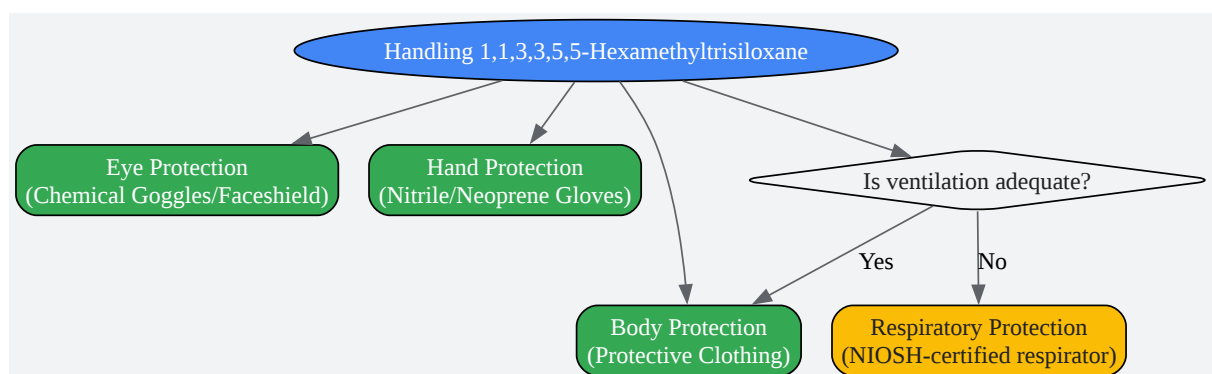 Handling 1,1,3,3,5,5-Hexamethyltrisiloxane
Eye Protection
(Chemical Goggles/Faceshield)
Hand Protection
(Nitrile/Neoprene Gloves)
Is ventilation adequate?
Yes
No
Body Protection
(Protective Clothing)
Respiratory Protection
(NIOSH-certified respirator)